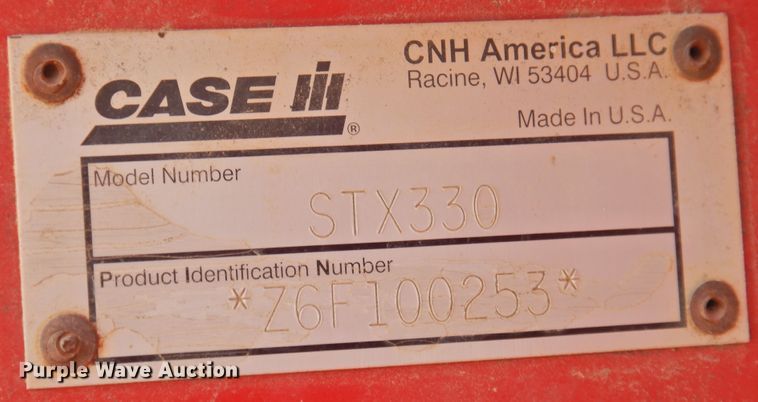 CASE IH ®
CNH America LLC
Racine, WI 53404 U.S.A.
Made In U.S.A.
Model Number
STX330
Product Identification Number
*Z6F100253*
Purple Wave Auction